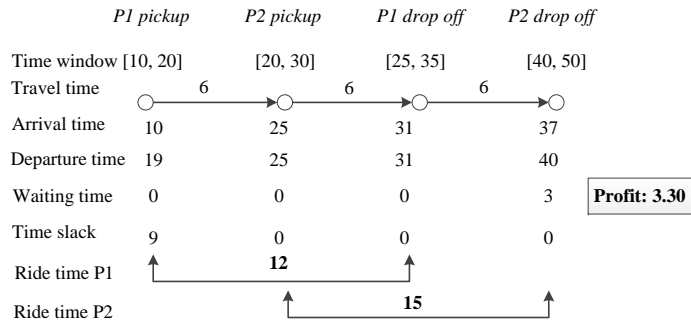 P1 pickup P2 pickup P1 drop off P2 drop off
Time window [10, 20] [20, 30] [25, 35] [40, 50]
Travel time 6 6 6
Arrival time 10 25 31 37
Departure time 19 25 31 40
Waiting time 0 0 0 3 Profit: 3.30
Time slack 9 0 0 0
Ride time P1 12
Ride time P2 15